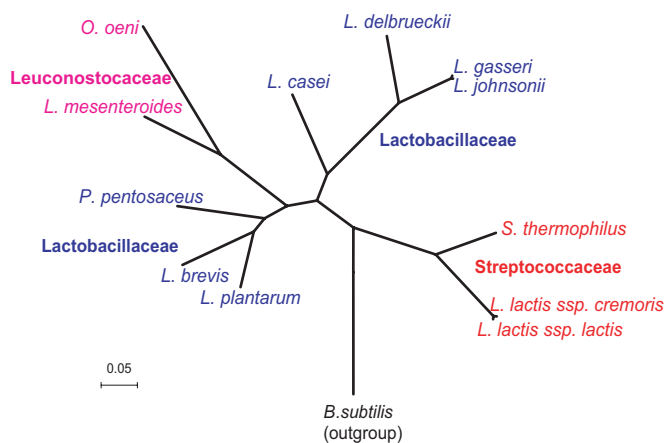 O. oeni
L. delbrueckii
Leuconostocaceae
L. casei
L. gasseri
L. johnsonii
L. mesenteroides
Lactobacillaceae
P. pentosaceus
S. thermophilus
Lactobacillaceae
Streptococcaceae
L. brevis
L. plantarum
L. lactis ssp. cremoris
L. lactis ssp. lactis
0.05
B.subtilis
(outgroup)